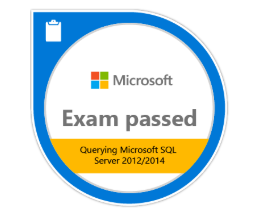 Microsoft
Exam passed
Querying Microsoft SQL
Server 2012/2014